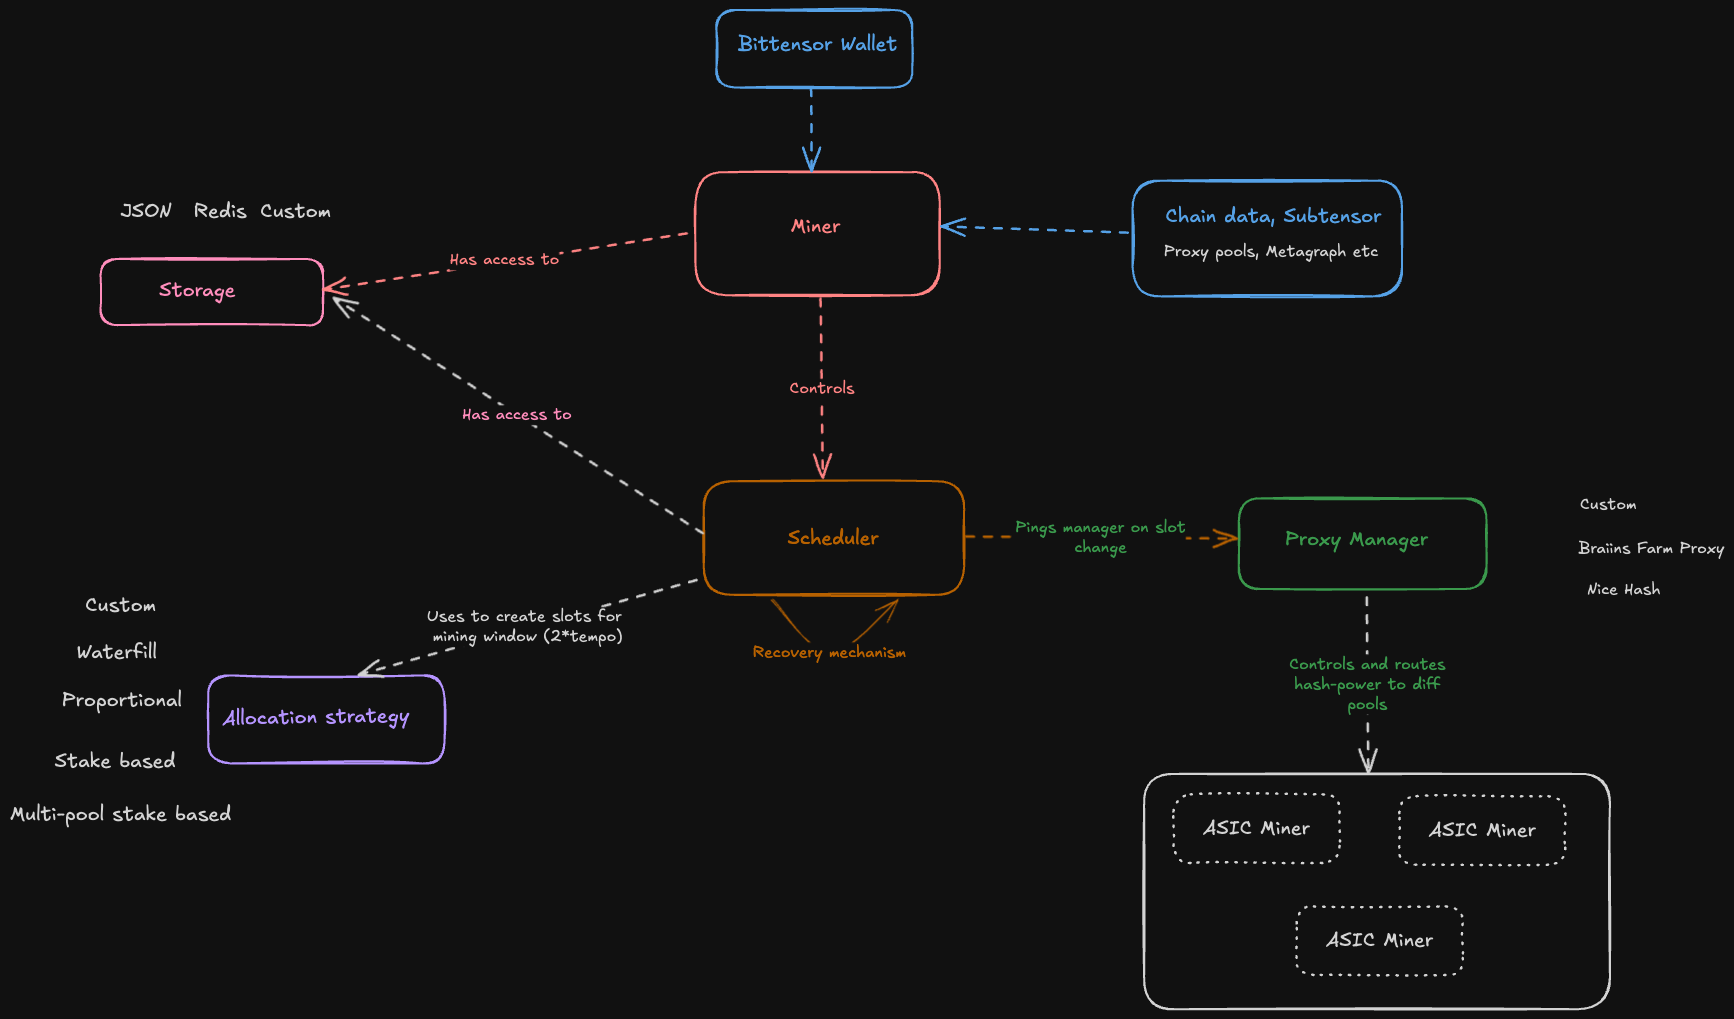 Bittensor Wallet
Miner
Chain data, Subtensor
Proxy pools, Metagraph etc
JSON Redis Custom
Storage
Has access to
Has access to
Controls
Scheduler
Recovery mechanism
Pings manager on slot
change
Proxy Manager
Custom
Braiins Farm Proxy
Nice Hash
Uses to create slots for
mining window (2*tempo)
Custom
Waterfill
Proportional
Stake based
Multi-pool stake based
Allocation strategy
Controls and routes
hash-power to diff
pools
ASIC Miner
ASIC Miner
ASIC Miner